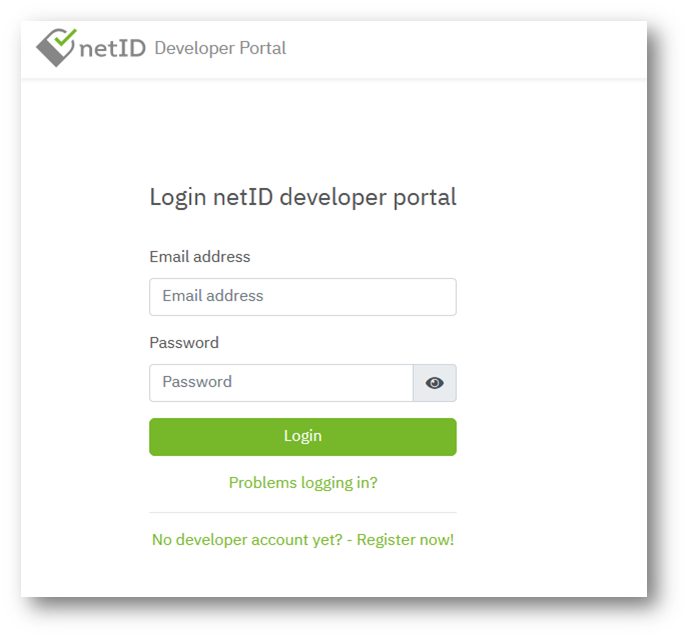 netID Developer Portal
Login netID developer portal
Email address
Email address
Password
Password
Login
Problems logging in?
No developer account yet? - Register now!